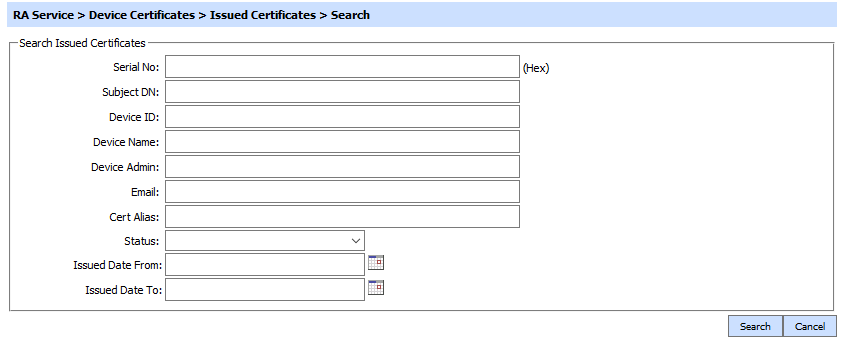 RA Service > Device Certificates > Issued Certificates > Search
Search Issued Certificates
Serial No: (Hex)
Subject DN:
Device ID:
Device Name:
Device Admin:
Email:
Cert Alias:
Status:
Issued Date From:
Issued Date To:
Search Cancel